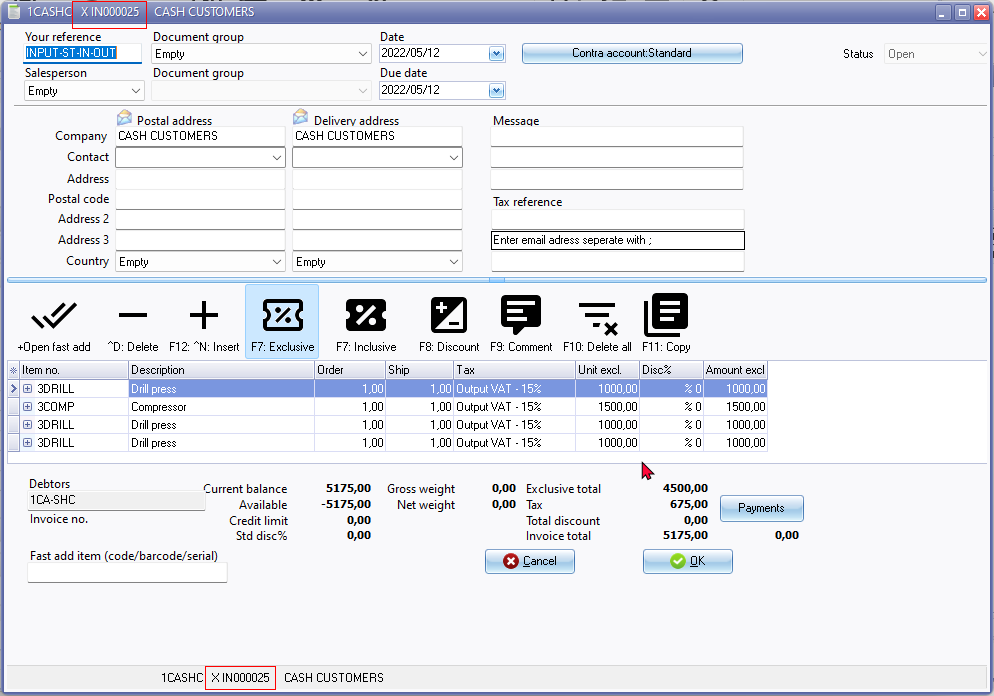 1CASHC X IN000025 CASH CUSTOMERS
Your reference Document group Date
INPUT-ST-IN-OUT Empty 2022/05/12 Contra account:Standard Status Open
Salesperson Document group Due date
Empty 2022/05/12
Postal address Delivery address Message
Company CASH CUSTOMERS CASH CUSTOMERS
Contact
Address
Postal code Tax reference
Address 2
Address 3 Enter email adress seperate with ;
Country Empty Empty
+Open fast add ^D: Delete F12: ^N: Insert F7: Exclusive F7: Inclusive F8: Discount F9: Comment F10: Delete all F11: Copy
Item no. Description Order Ship Tax Unit excl. Disc% Amount excl
3DRILL Drill press 1,00 1,00 Output VAT - 15% 1000,00 % 0 1000,00
3COMP Compressor 1,00 1,00 Output VAT - 15% 1500,00 % 0 1500,00
3DRILL Drill press 1,00 1,00 Output VAT - 15% 1000,00 % 0 1000,00
3DRILL Drill press 1,00 1,00 Output VAT - 15% 1000,00 % 0 1000,00
Debtors Current balance 5175,00 Gross weight 0,00 Exclusive total 4500,00
1CA-SHC Available -5175,00 Net weight 0,00 Tax 675,00 Payments
Invoice no. Credit limit 0,00 Total discount 0,00
Std disc% 0,00 Invoice total 5175,00 0,00
Fast add item (code/barcode/serial) Cancel OK
1CASHC X IN000025 CASH CUSTOMERS